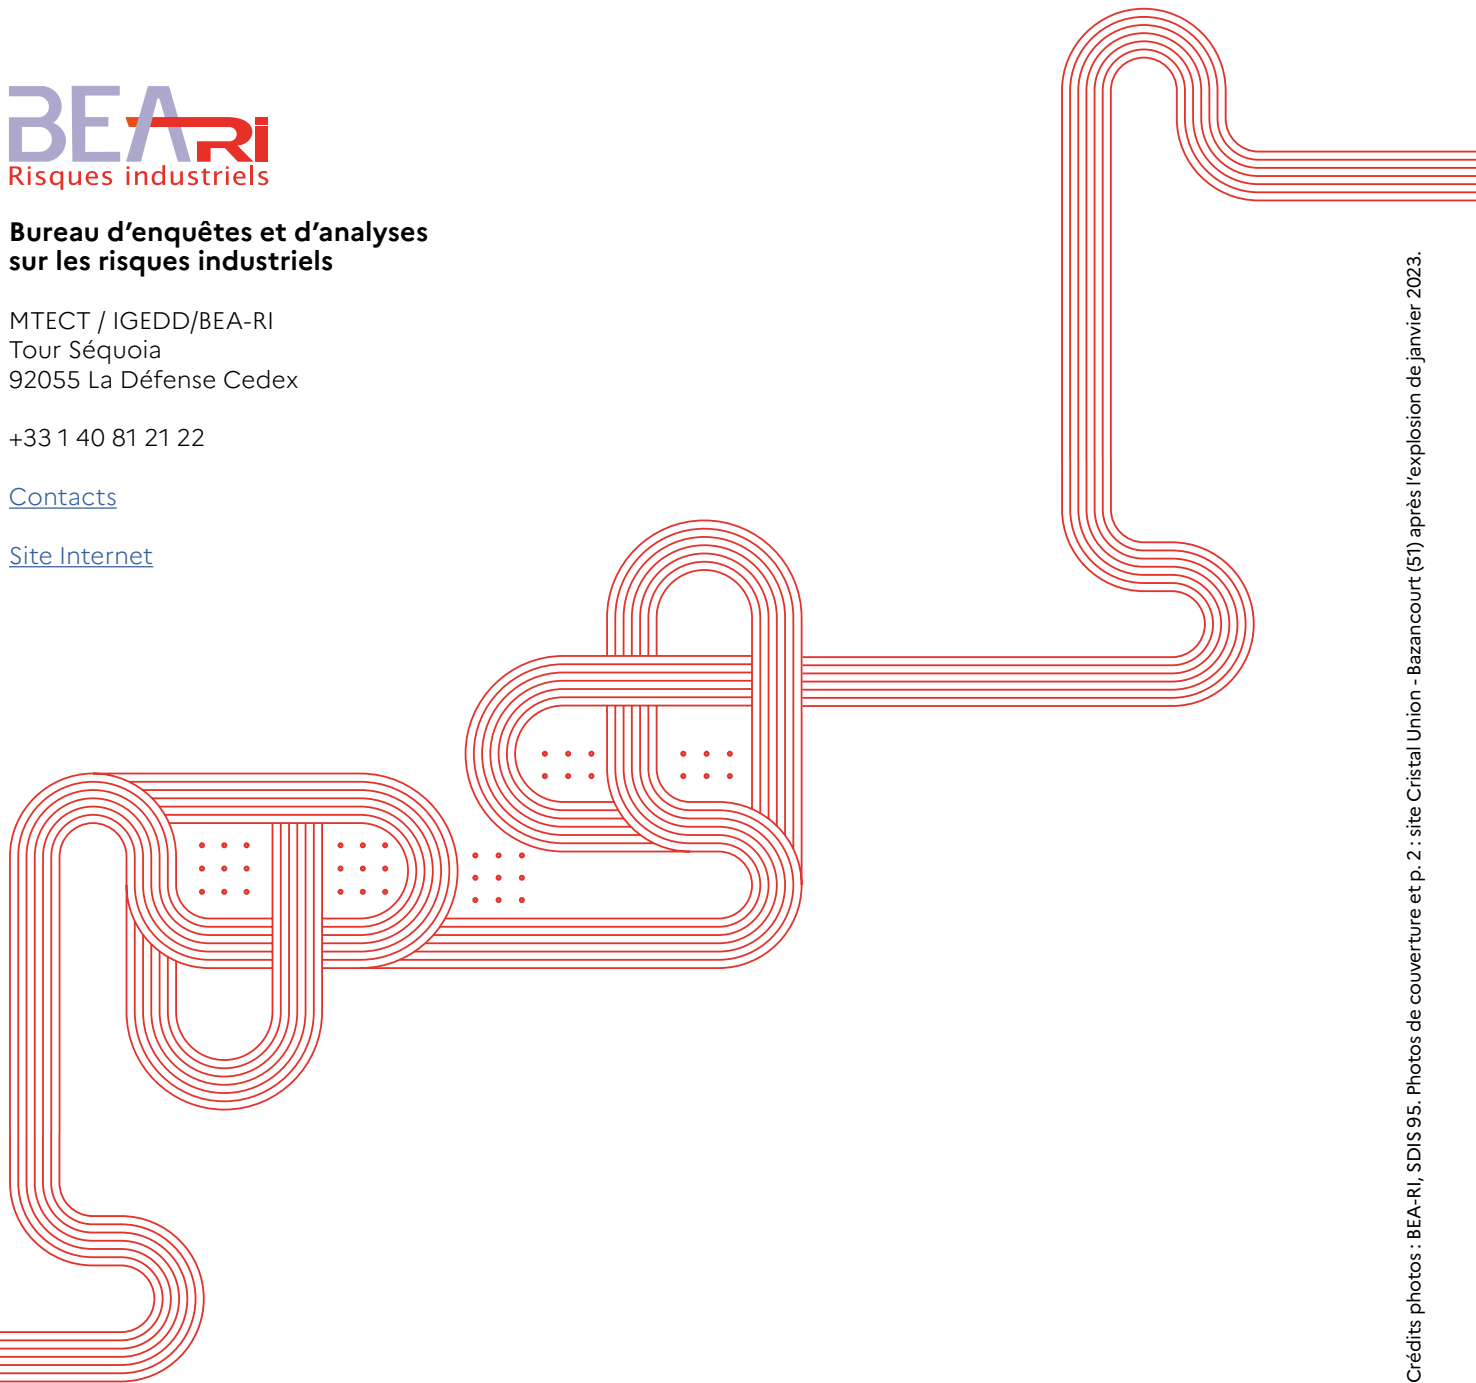 BEA RI
Risques industriels
Bureau d’enquêtes et d’analyses
sur les risques industriels
MTECT / IGEDD/BEA-RI
Tour Séquoia
92055 La Défense Cedex
+33 1 40 81 21 22
Contacts
Site Internet
Crédits photos : BEA-RI, SDIS 95. Photos de couverture et p. 2 : site Cristal Union - Bazancourt (51) après l’explosion de janvier 2023.